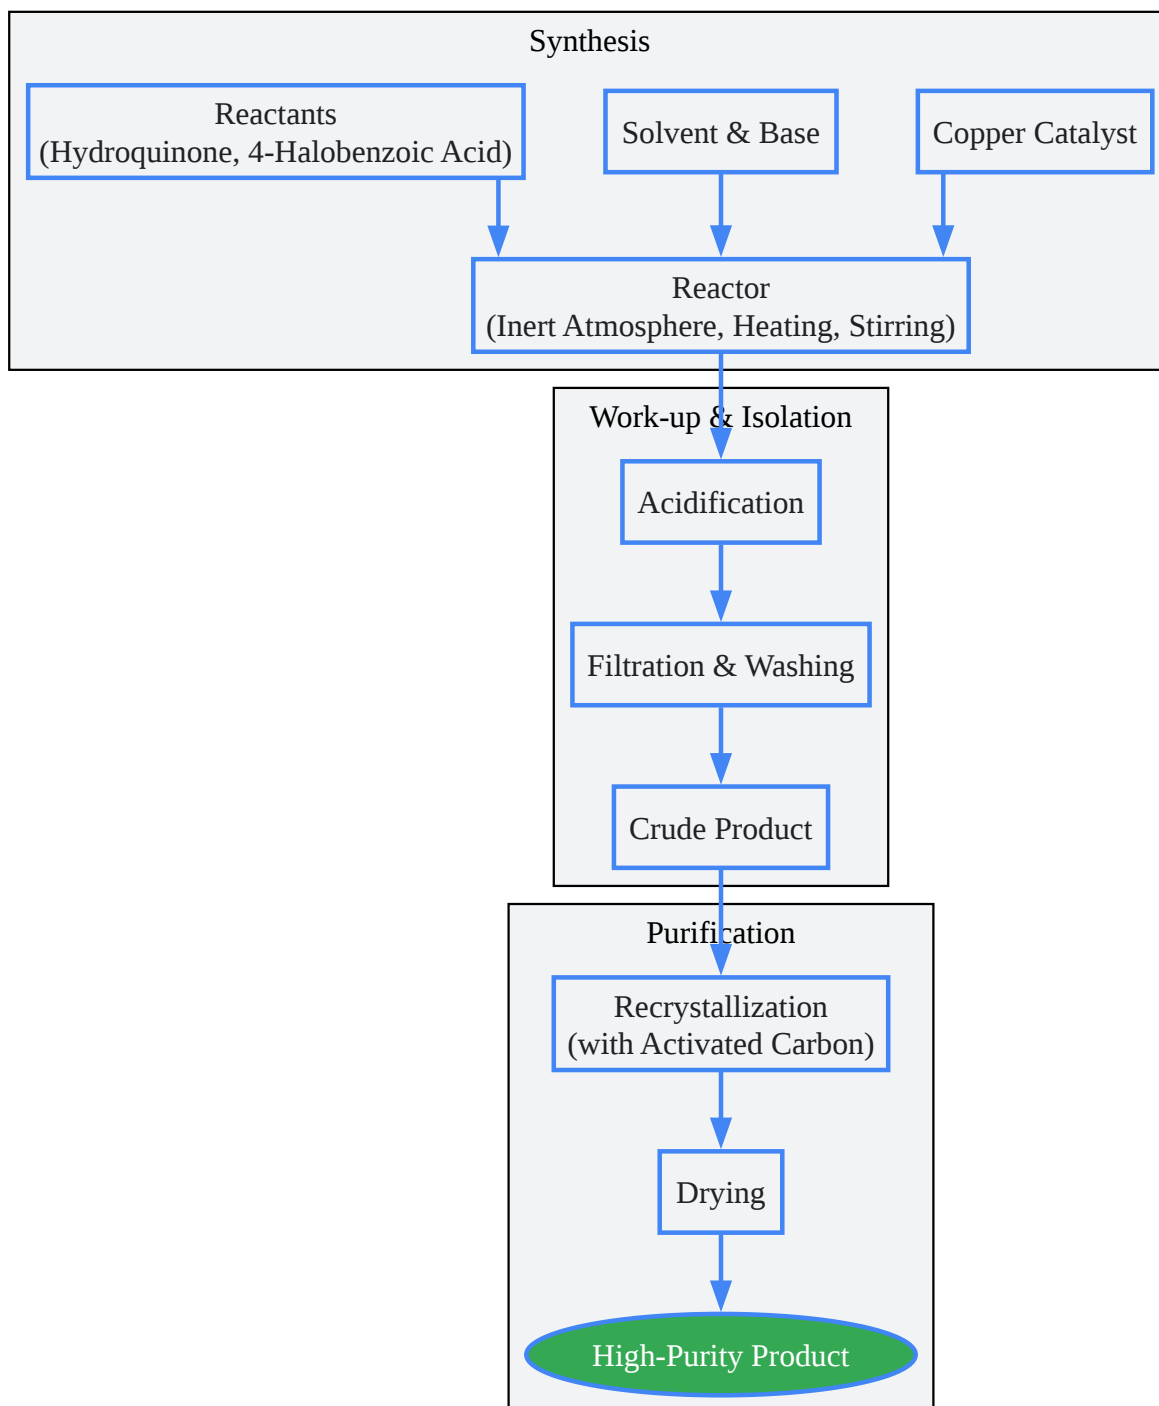 Synthesis
Reactants
(Hydroquinone, 4-Halobenzoic Acid)
Solvent & Base
Copper Catalyst
Reactor
(Inert Atmosphere, Heating, Stirring)
Work-up & Isolation
Acidification
Filtration & Washing
Crude Product
Purification
Recrystallization
(with Activated Carbon)
Drying
High-Purity Product